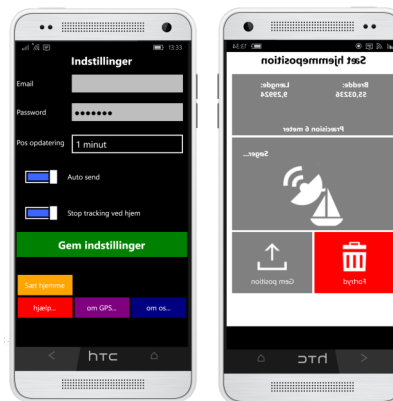 13:33
Indstillinger
Email
Password
Pos opdatering
1 minut
Auto send
Stop tracking ved hjem
Gem indstillinger
Sæt hjemme
hjælp...
om GPS...
om os...
hTC
13:34
Sæt hjemmeposition
Bredde:
Længde:
55,03236
9,29924
Præcision 6 meter
Søger...
Fortryd
Gem position
hTC